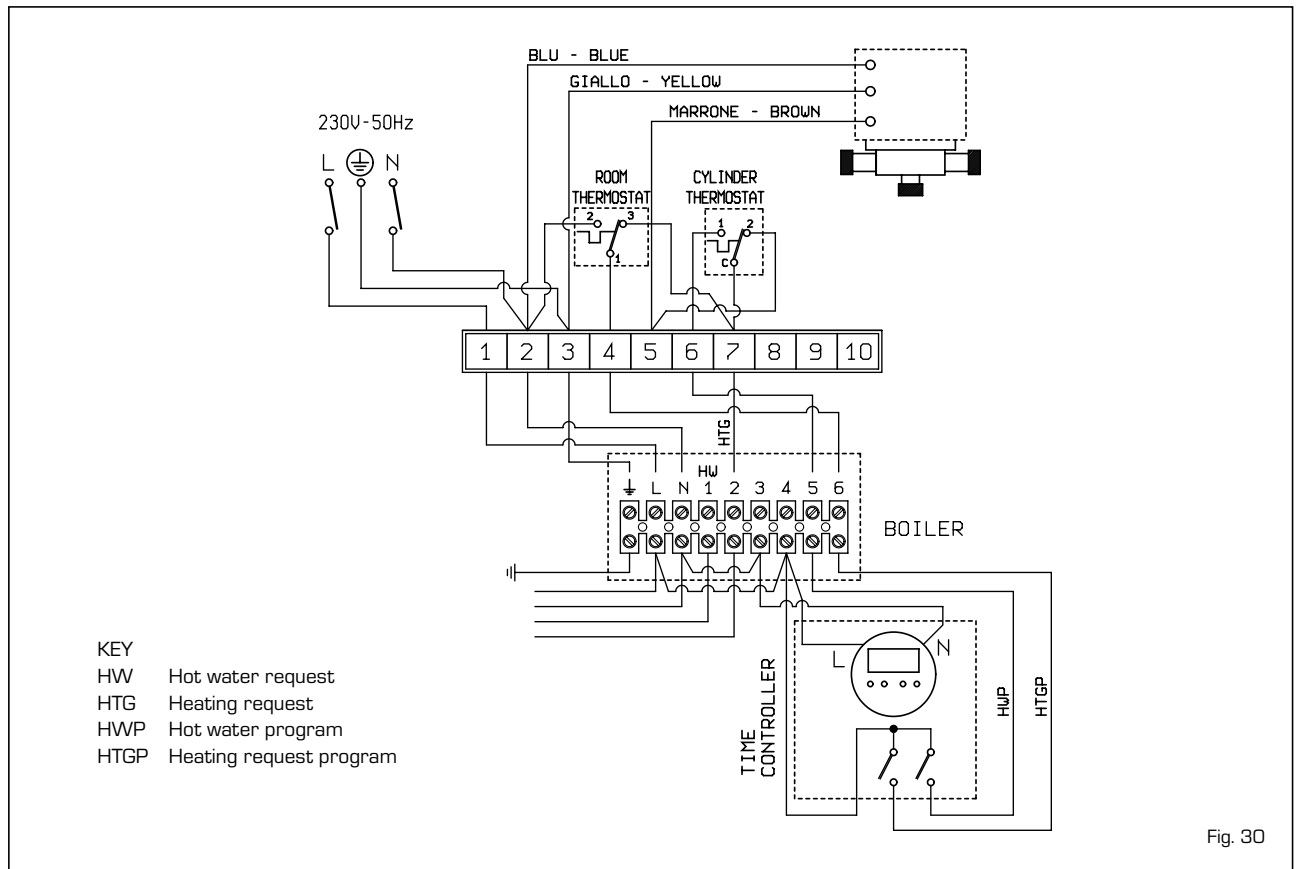 BLU - BLUE
GIALLO - YELLOW
MARRONE - BROWN
230V-50Hz
L N
ROOM
THERMOSTAT
2 3
1
CYLINDER
THERMOSTAT
1 2
C
1 2 3 4 5 6 7 8 9 10
HTG
HW
L N 1 2 3 4 5 6
BOILER
L N
TIME
CONTROLLER
HWP
HTGP
KEY
HW Hot water request
HTG Heating request
HWP Hot water program
HTGP Heating request program
Fig. 30